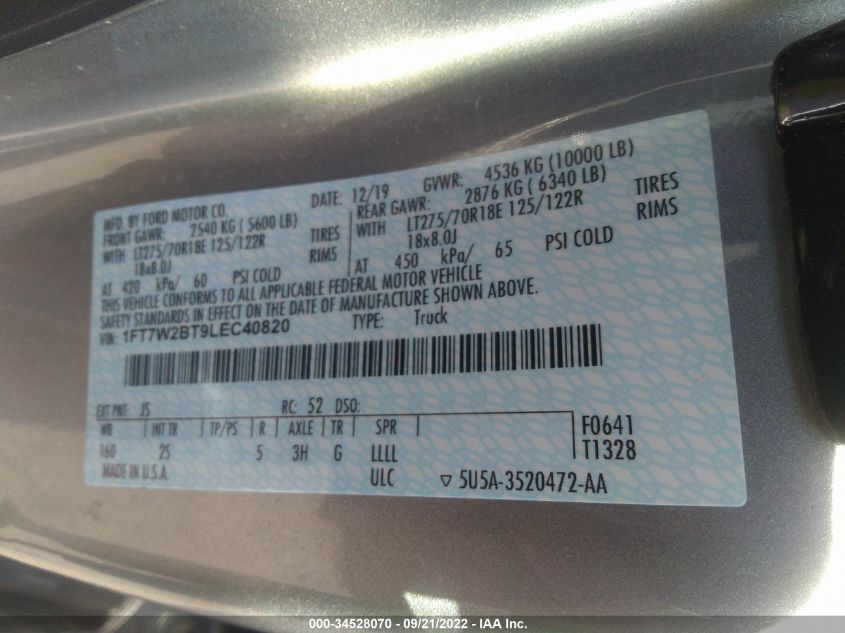 MFD. BY FORD MOTOR CO. DATE: 12/19 GVWR: 4536 KG (10000 LB)
FRONT GAWR: 2540 KG ( 5600 LB) REAR GAWR: 2876 KG ( 6340 LB)
WITH LT275/70R18E 125/122R TIRES WITH LT275/70R18E 125/122R TIRES
18x8.0J RIMS 18x8.0J RIMS
AT 420 kPa/ 60 PSI COLD AT 450 kPa/ 65 PSI COLD
THIS VEHICLE CONFORMS TO ALL APPLICABLE FEDERAL MOTOR VEHICLE
SAFETY STANDARDS IN EFFECT ON THE DATE OF MANUFACTURE SHOWN ABOVE.
VIN: 1FT7W2BT9LEC40820 TYPE: Truck
EXT PNT: JS RC: 52 DSO:
WB INT TR TP/PS R AXLE TR SPR F0641
160 2S 5 3H G LLLL T1328
MADE IN U.S.A. ULC ▽ 5U5A-3520472-AA
000-34528070 - 09/21/2022 - IAA Inc.